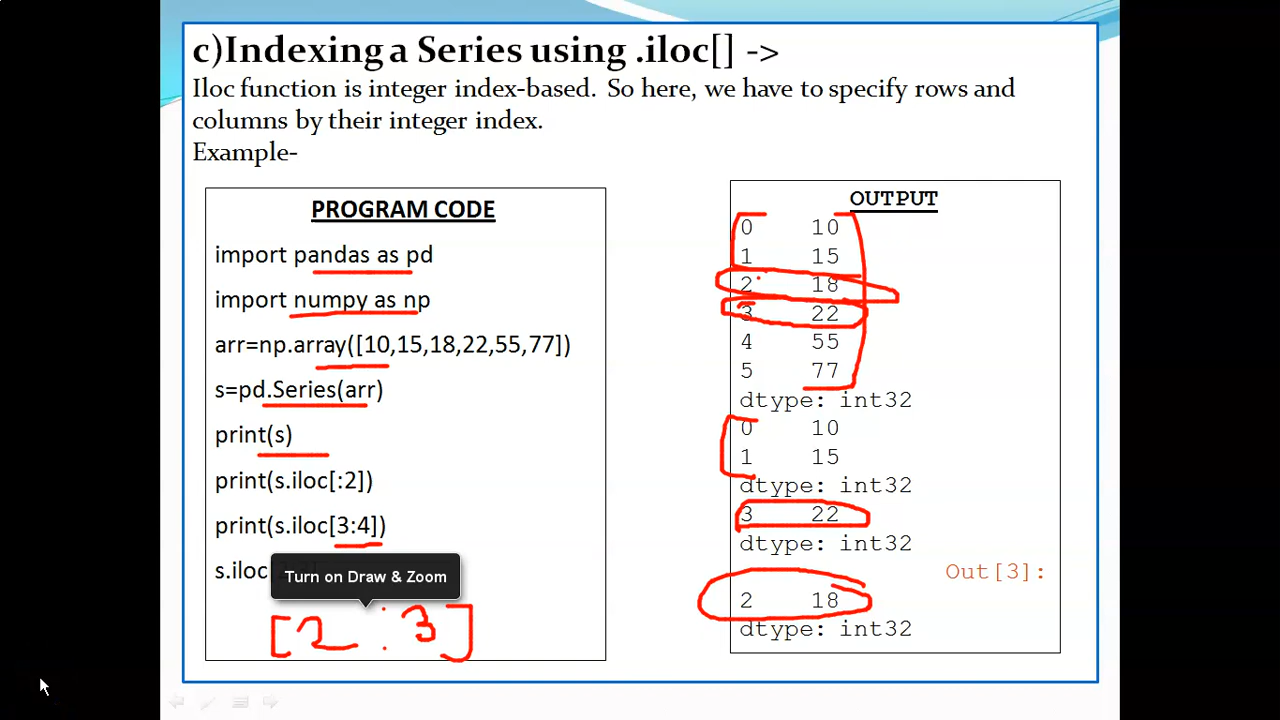 c)Indexing a Series using .iloc[] ->
Iloc function is integer index-based. So here, we have to specify rows and
columns by their integer index.
Example-
PROGRAM CODE
import pandas as pd
import numpy as np
arr=np.array([10,15,18,22,55,77])
s=pd.Series(arr)
print(s)
print(s.iloc[:2])
print(s.iloc[3:4])
s.iloc
Turn on Draw & Zoom
[2 : 3]
OUTPUT
0 10
1 15
2 18
3 22
4 55
5 77
dtype: int32
0 10
1 15
dtype: int32
3 22
dtype: int32
Out[3]:
2 18
dtype: int32